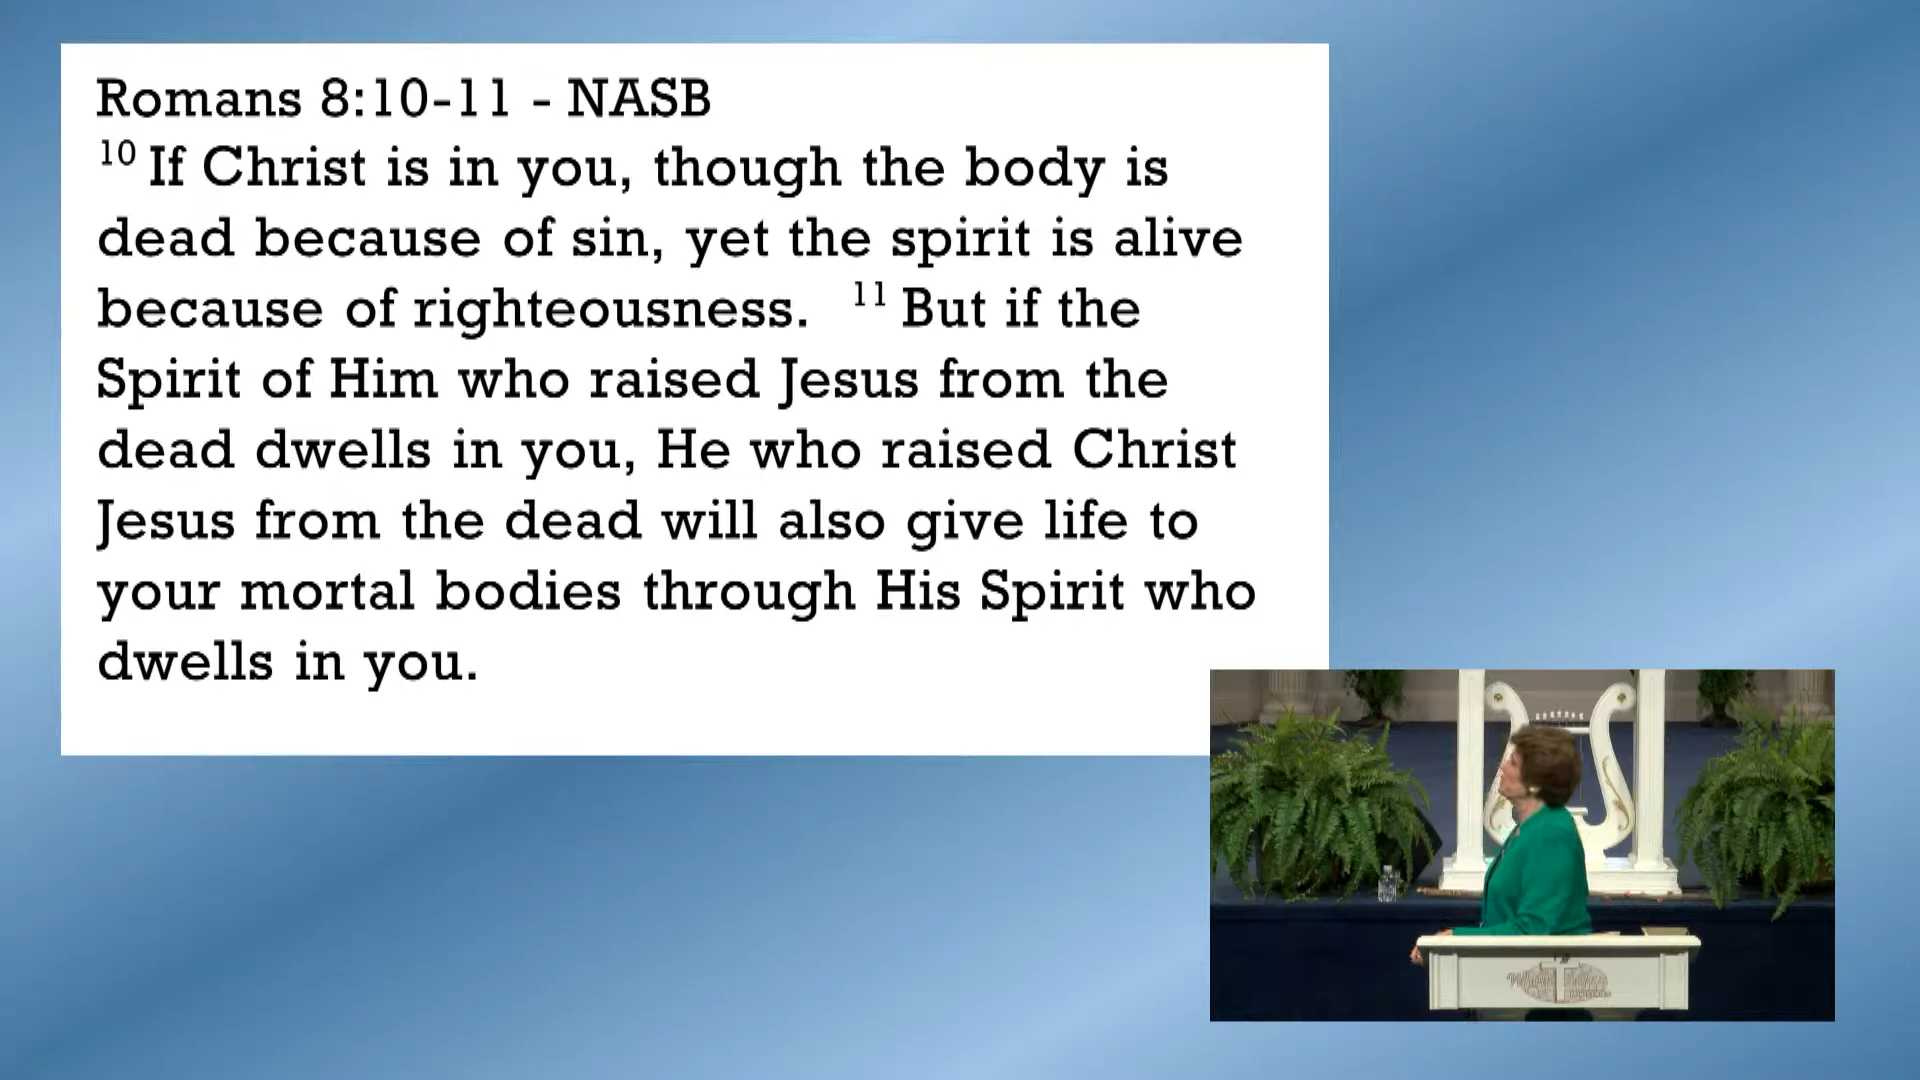 Romans 8:10-11 - NASB
10 If Christ is in you, though the body is
dead because of sin, yet the spirit is alive
because of righteousness. 11 But if the
Spirit of Him who raised Jesus from the
dead dwells in you, He who raised Christ
Jesus from the dead will also give life to
your mortal bodies through His Spirit who
dwells in you.